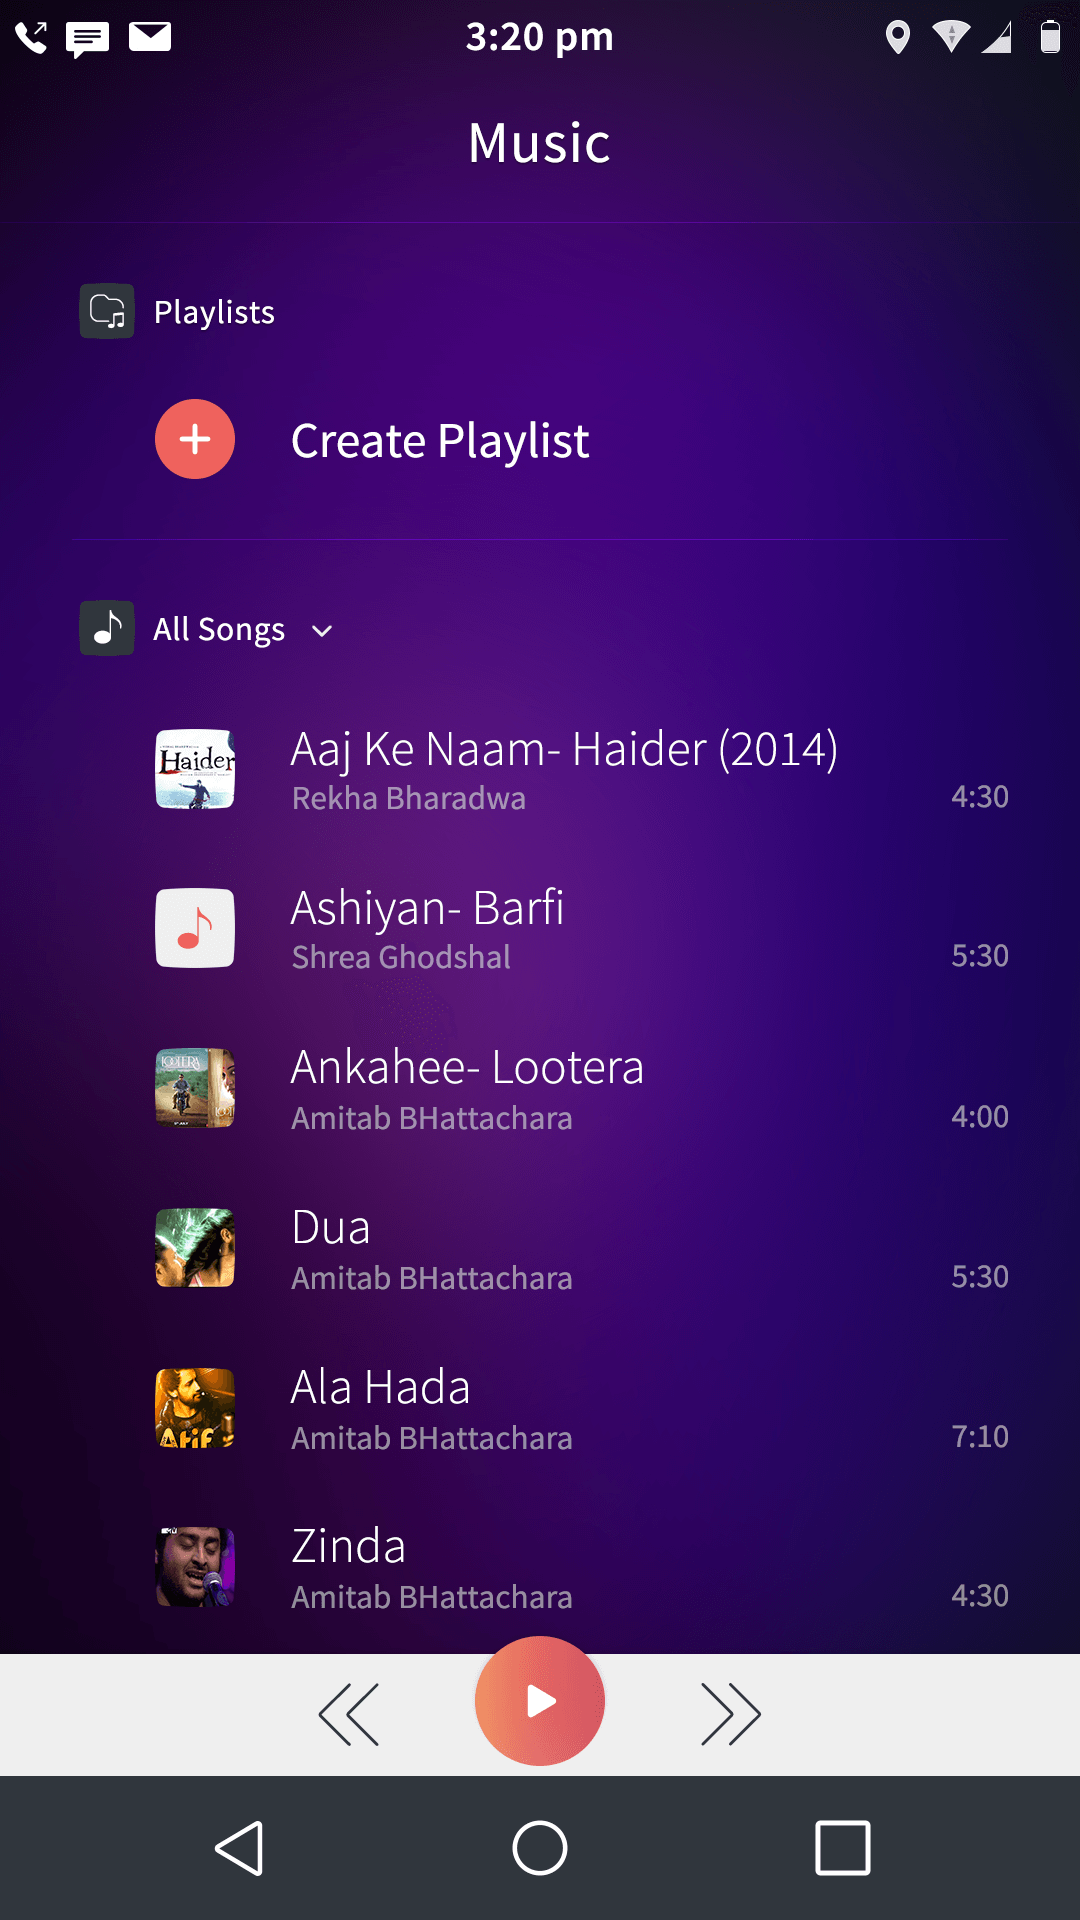 3:20 pm
Music
Playlists
Create Playlist
All Songs
Haider
Aaj Ke Naam- Haider (2014)
Rekha Bharadwa
4:30
Ashiyan- Barfi
Shrea Ghodshal
5:30
LOOTERA
Ankahee- Lootera
Amitab BHattachara
4:00
Dua
Amitab BHattachara
5:30
Atif
Ala Hada
Amitab BHattachara
7:10
Zinda
Amitab BHattachara
4:30